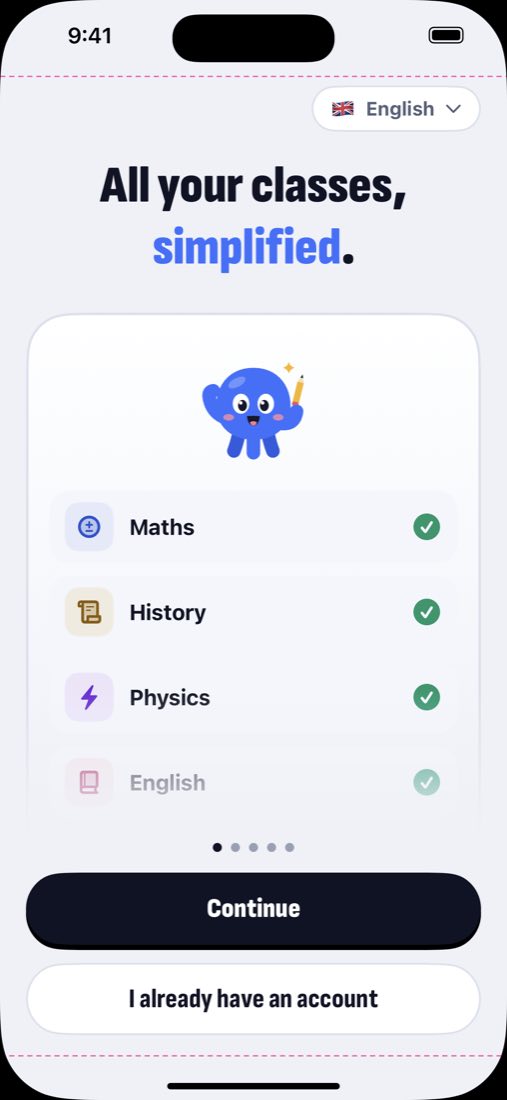 9:41
English
All your classes,
simplified.
Maths
History
Physics
English
Continue
I already have an account